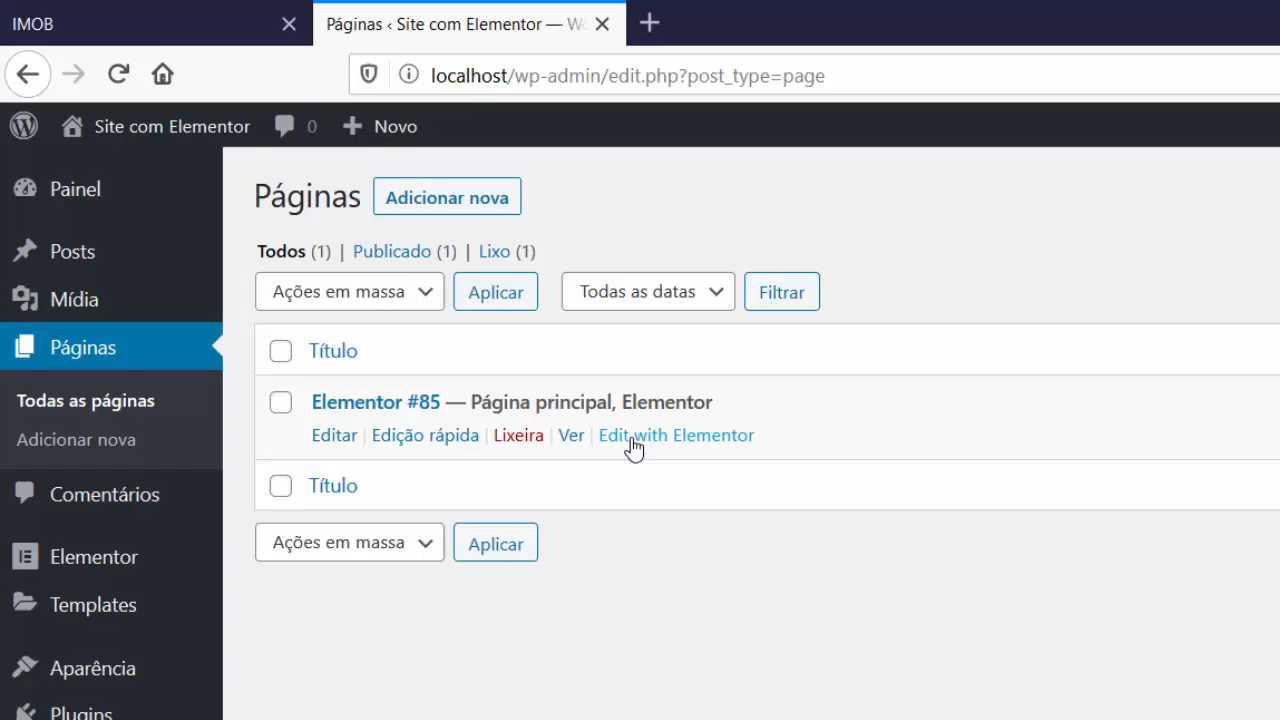 IMOB
Páginas ‹ Site com Elementor — W
localhost/wp-admin/edit.php?post_type=page
Site com Elementor 0 Novo
Painel
Posts
Mídia
Páginas
Todas as páginas
Adicionar nova
Comentários
Elementor
Templates
Aparência
Plugins
Páginas Adicionar nova
Todos (1) | Publicado (1) | Lixo (1)
Ações em massa Aplicar Todas as datas Filtrar
Título
Elementor #85 — Página principal, Elementor
Editar | Edição rápida | Lixeira | Ver | Edit with Elementor
Título
Ações em massa Aplicar